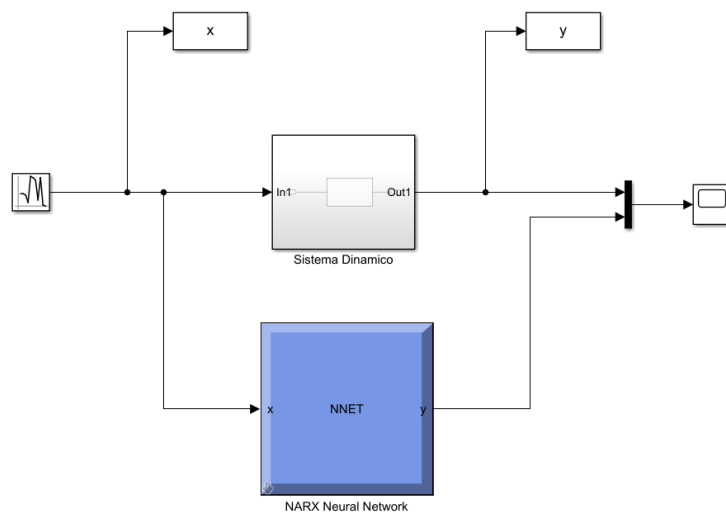 x
y
In1
Out1
Sistema Dinamico
x
NNET
y
NARX Neural Network